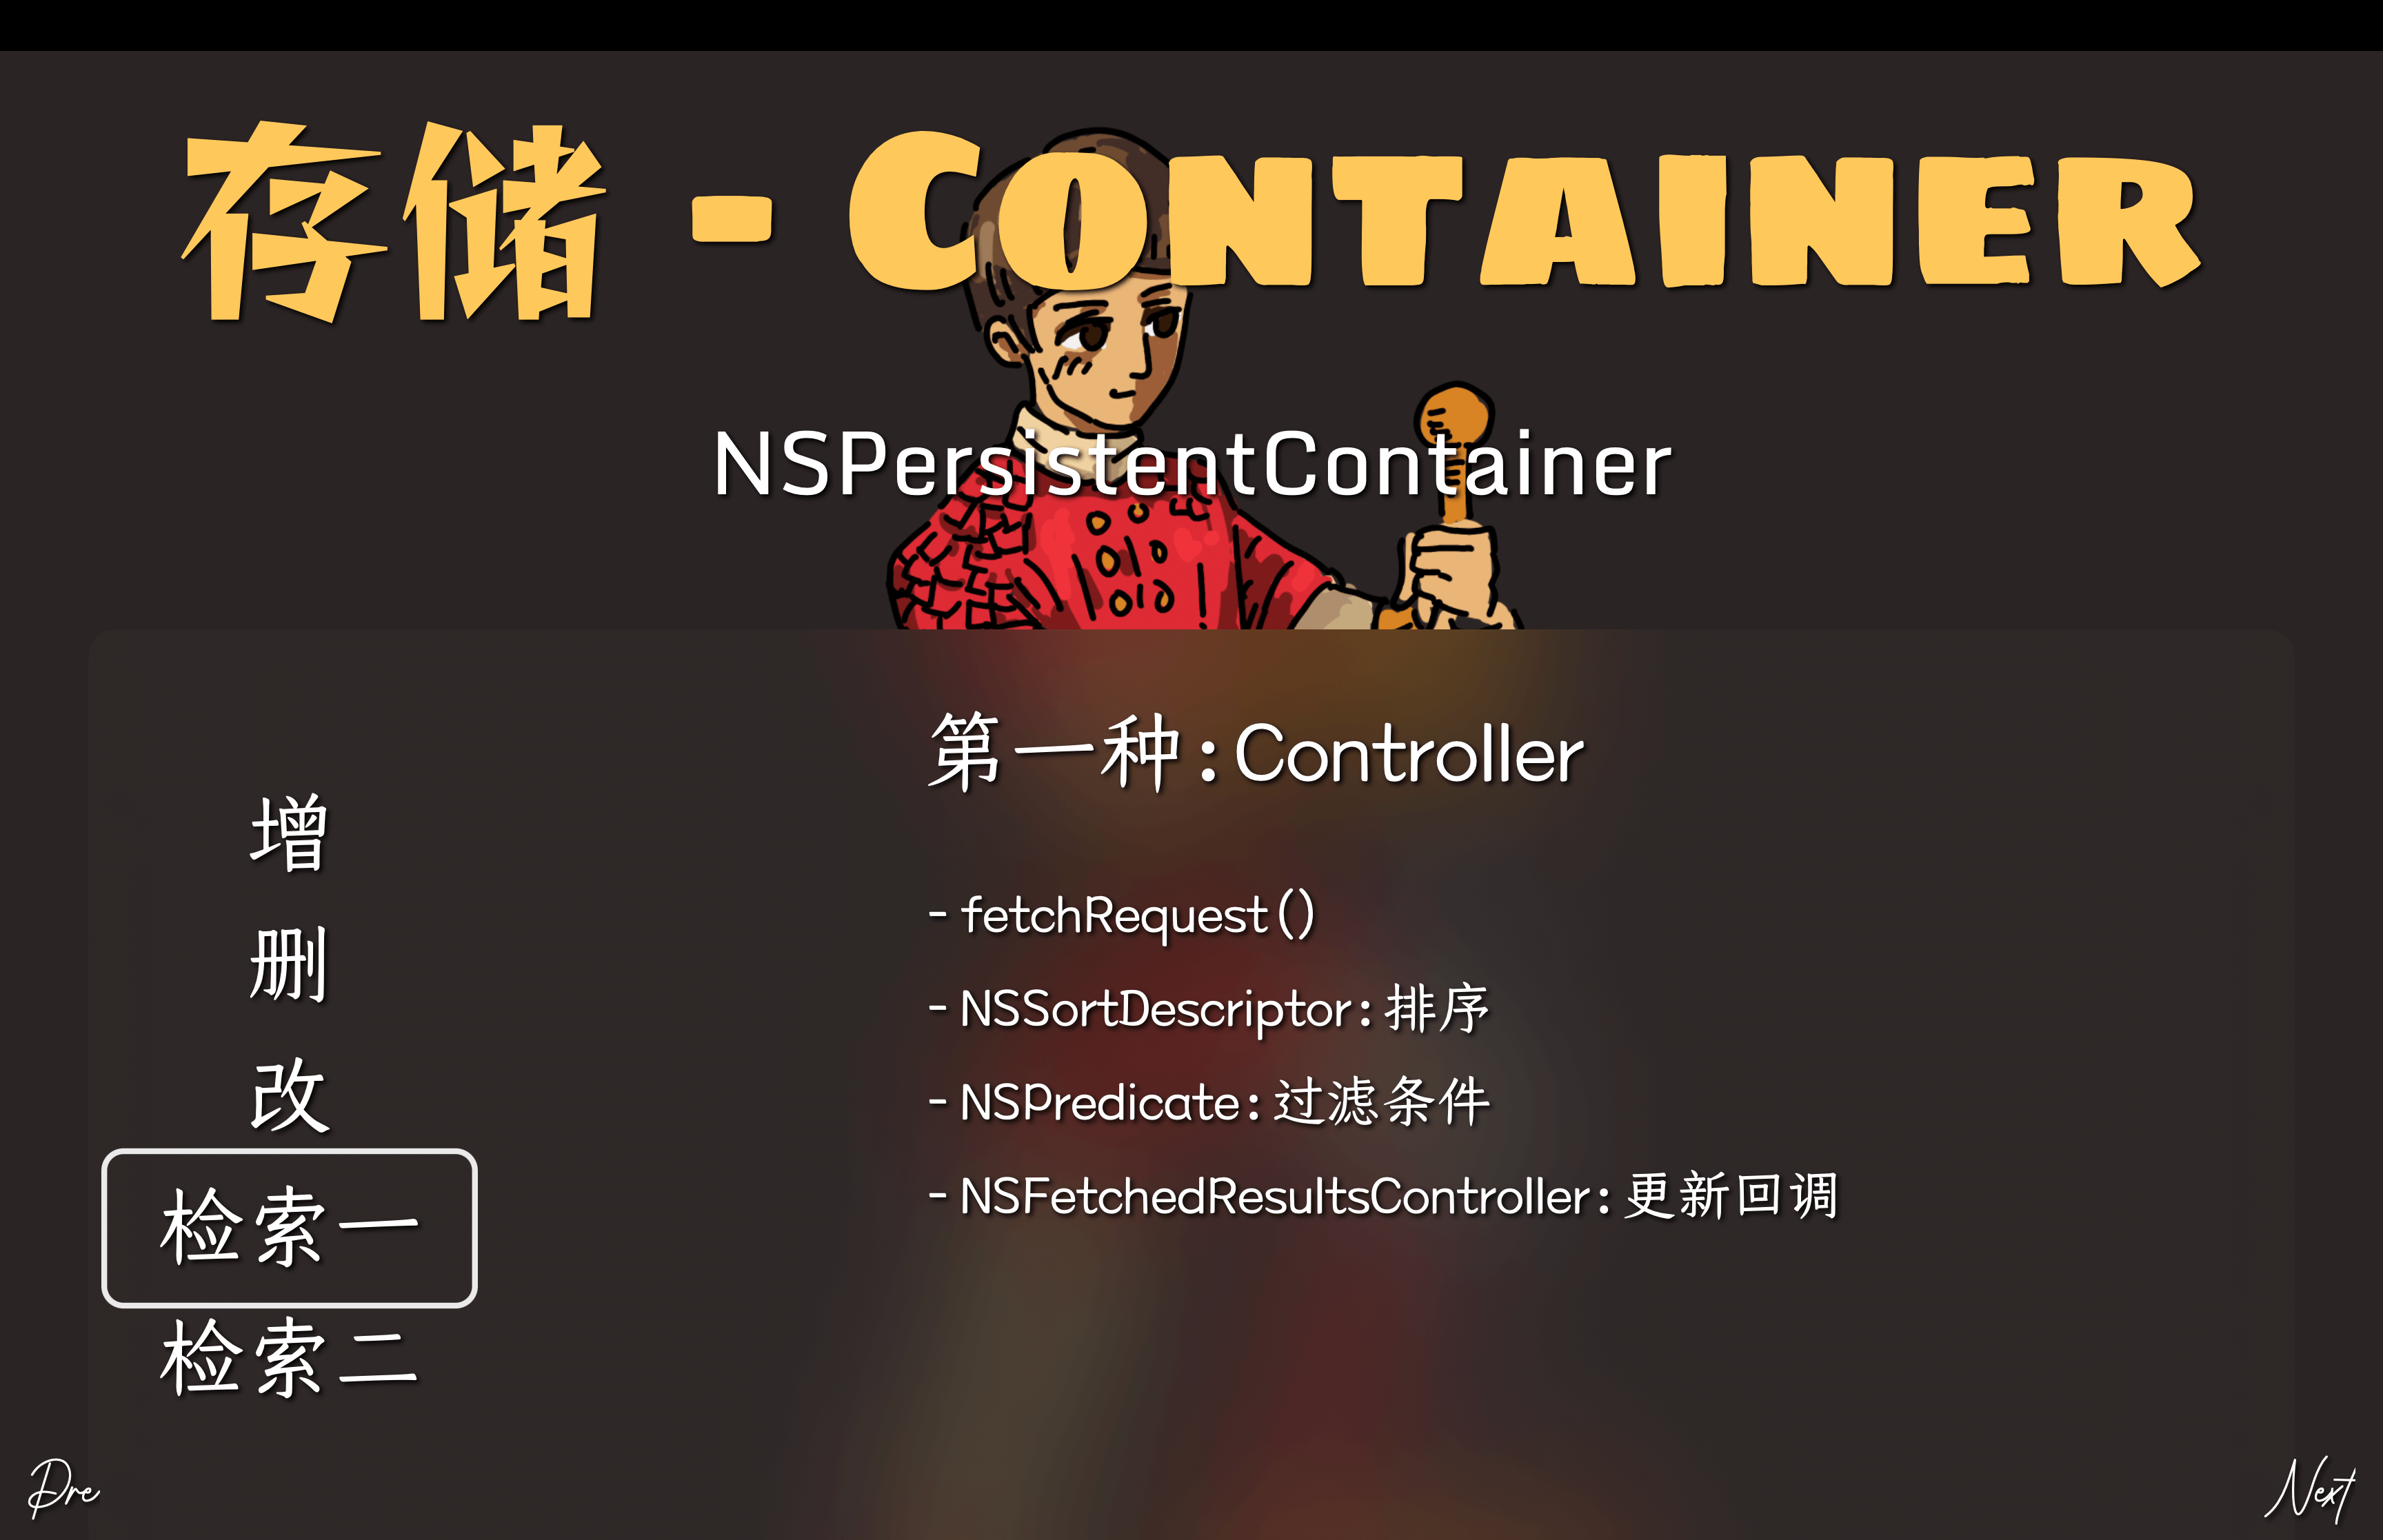 存储 - Container
NSPersistentContainer
增
删
改
检索一
检索二
第一种：Controller
- fetchRequest()
- NSSortDescriptor：排序
- NSPredicate：过滤条件
- NSFetchedResultsController：更新回调
Pre
Next